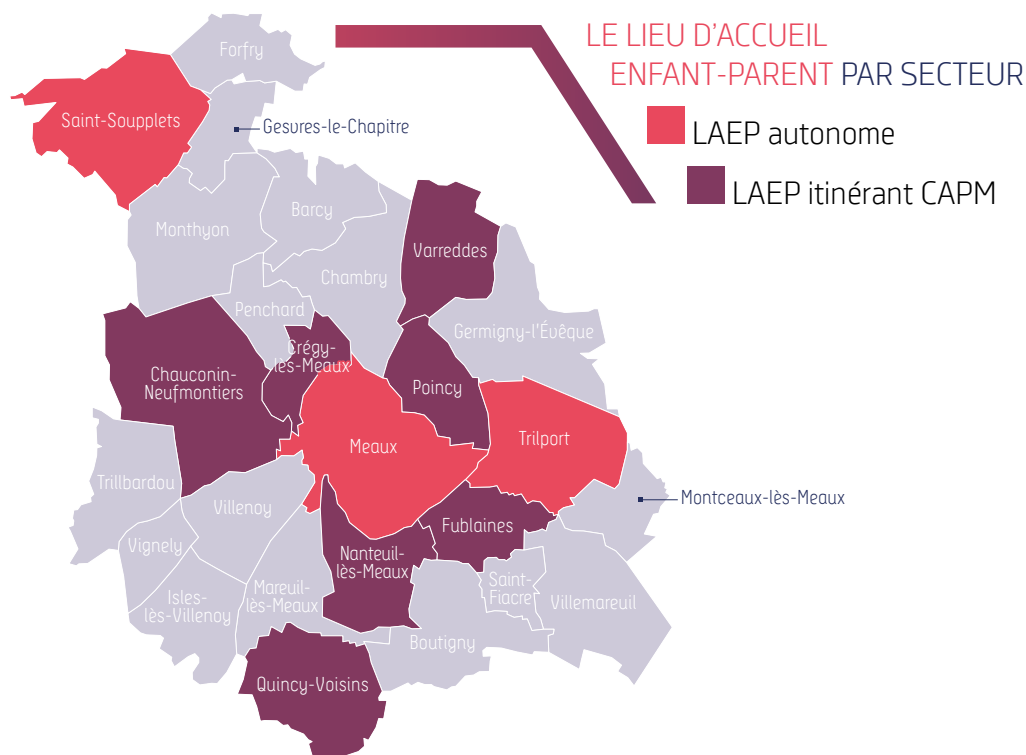 LE LIEU D'ACCUEIL
ENFANT-PARENT PAR SECTEUR
LAEP autonome
LAEP itinérant CAPM
Forfry
Saint-Soupplets
Gesvres-le-Chapitre
Barcy
Monthyon
Varreddes
Chambry
Penchard
Germigny-l'Évêque
Crégy-
lès-Meaux
Chauconin-
Neufmontiers
Poincy
Trilport
Meaux
Trillbardou
Montceaux-lès-Meaux
Villenoy
Fublaines
Vignely
Nanteuil-
lès-Meaux
Saint-
Fiacre
Mareuil-
lès-Meaux
Isles-
lès-Villenoy
Villemareuil
Boutigny
Quincy-Voisins